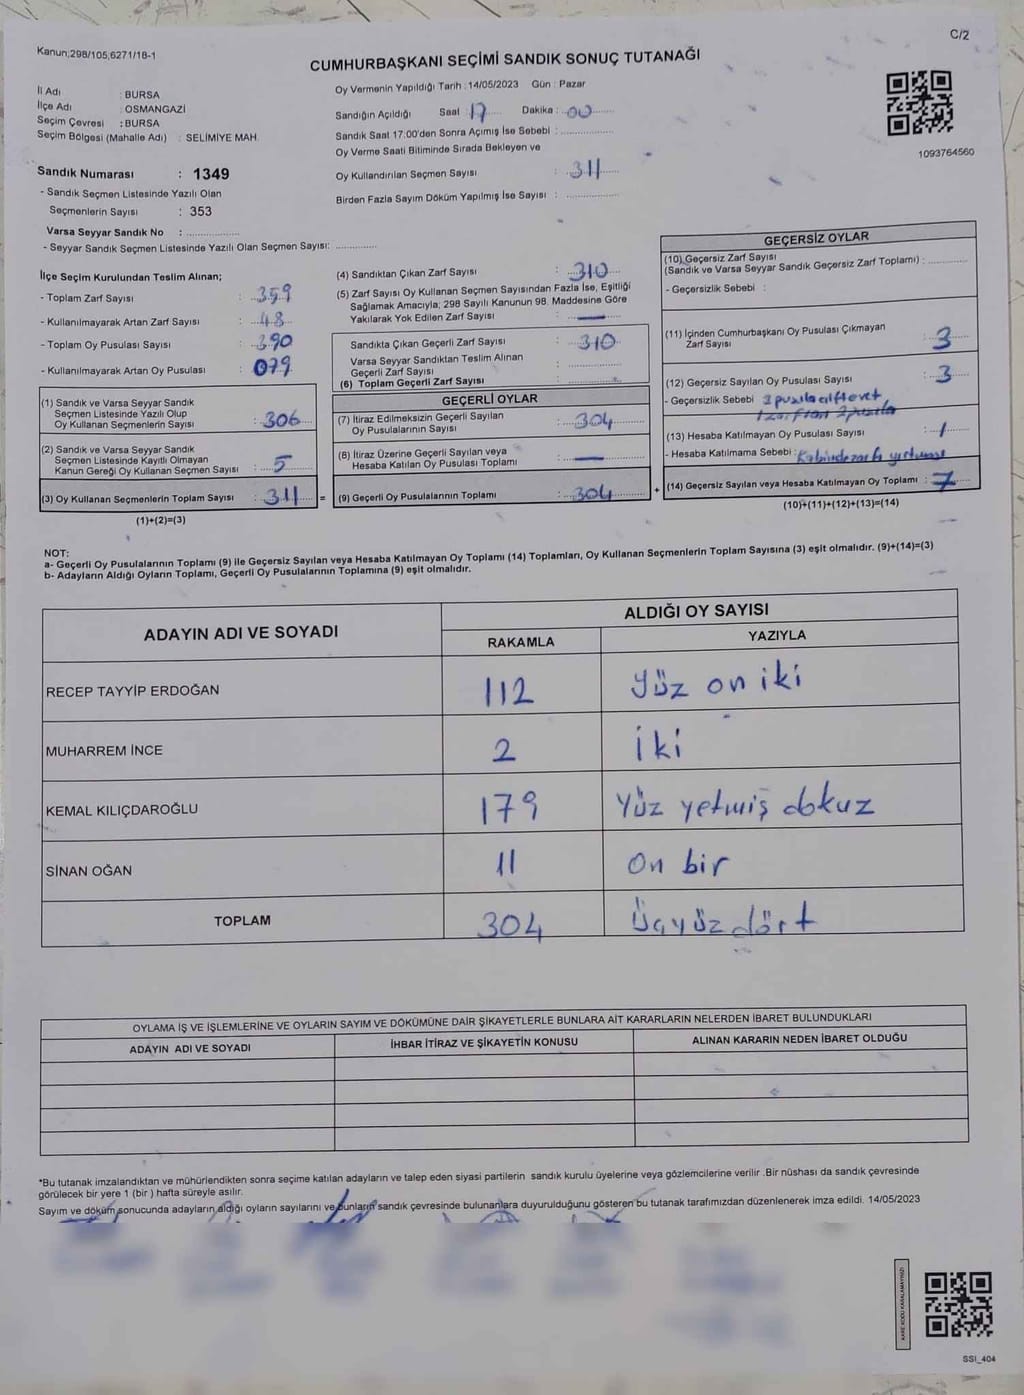 C/2
Kanun;298/105;6271/18-1
CUMHURBAŞKANI SEÇİMİ SANDIK SONUÇ TUTANAĞI
Oy Vermenin Yapıldığı Tarih : 14/05/2023 Gün : Pazar
İl Adı : BURSA
İlçe Adı : OSMANGAZİ
Seçim Çevresi : BURSA
Seçim Bölgesi (Mahalle Adı) : SELİMİYE MAH.
Sandığın Açıldığı Saat : 17 Dakika : 00
Sandık Saat 17:00'den Sonra Açımış İse Sebebi :
Oy Verme Saati Bitiminde Sırada Bekleyen ve
Oy Kullandırılan Seçmen Sayısı : 311
Birden Fazla Sayım Döküm Yapılmış İse Sayısı :
1093764560
Sandık Numarası : 1349
- Sandık Seçmen Listesinde Yazılı Olan
Seçmenlerin Sayısı : 353
Varsa Seyyar Sandık No :
- Seyyar Sandık Seçmen Listesinde Yazılı Olan Seçmen Sayısı:
İlçe Seçim Kurulundan Teslim Alınan;
- Toplam Zarf Sayısı : 359
- Kullanılmayarak Artan Zarf Sayısı : 48
- Toplam Oy Pusulası Sayısı : 390
- Kullanılmayarak Artan Oy Pusulası : 079
(1) Sandık ve Varsa Seyyar Sandık
Seçmen Listesinde Yazılı Olup
Oy Kullanan Seçmenlerin Sayısı : 306
(2) Sandık ve Varsa Seyyar Sandık
Seçmen Listesinde Kayıtlı Olmayan
Kanun Gereği Oy Kullanan Seçmen Sayısı : 5
(3) Oy Kullanan Seçmenlerin Toplam Sayısı : 311 =
(1)+(2)=(3)
(4) Sandıktan Çıkan Zarf Sayısı : 310
(5) Zarf Sayısı Oy Kullanan Seçmen Sayısından Fazla İse, Eşitliği
Sağlamak Amacıyla; 298 Sayılı Kanunun 98. Maddesine Göre
Yakılarak Yok Edilen Zarf Sayısı : —
Sandıkta Çıkan Geçerli Zarf Sayısı : 310
Varsa Seyyar Sandıktan Teslim Alınan
Geçerli Zarf Sayısı :
(6) Toplam Geçerli Zarf Sayısı :
GEÇERLİ OYLAR
(7) İtiraz Edilmeksizin Geçerli Sayılan
Oy Pusulalarının Sayısı : 304
(8) İtiraz Üzerine Geçerli Sayılan veya
Hesaba Katılan Oy Pusulası Toplamı : —
(9) Geçerli Oy Pusulalarının Toplamı : 304 +
GEÇERSİZ OYLAR
(10) Geçersiz Zarf Sayısı
(Sandık ve Varsa Seyyar Sandık Geçersiz Zarf Toplamı) :
- Geçersizlik Sebebi :
(11) İçinden Cumhurbaşkanı Oy Pusulası Çıkmayan
Zarf Sayısı : 3
(12) Geçersiz Sayılan Oy Pusulası Sayısı : 3
- Geçersizlik Sebebi
(13) Hesaba Katılmayan Oy Pusulası Sayısı : 1
- Hesaba Katılmama Sebebi :
(14) Geçersiz Sayılan veya Hesaba Katılmayan Oy Toplamı : 7
(10)+(11)+(12)+(13)=(14)
NOT:
a- Geçerli Oy Pusulalarının Toplamı (9) ile Geçersiz Sayılan veya Hesaba Katılmayan Oy Toplamı (14) Toplamları, Oy Kullanan Seçmenlerin Toplam Sayısına (3) eşit olmalıdır. (9)+(14)=(3)
b- Adayların Aldığı Oyların Toplamı, Geçerli Oy Pusulalarının Toplamına (9) eşit olmalıdır.
ADAYIN ADI VE SOYADI ALDIĞI OY SAYISI
RAKAMLA YAZIYLA
RECEP TAYYİP ERDOĞAN 112 Yüz on iki
MUHARREM İNCE 2 İki
KEMAL KILIÇDAROĞLU 179 Yüz yetmiş dokuz
SİNAN OĞAN 11 On bir
TOPLAM 304 Üçyüz dört
OYLAMA İŞ VE İŞLEMLERİNE VE OYLARIN SAYIM VE DÖKÜMÜNE DAİR ŞİKAYETLERLE BUNLARA AİT KARARLARIN NELERDEN İBARET BULUNDUKLARI
ADAYIN ADI VE SOYADI İHBAR İTİRAZ VE ŞİKAYETİN KONUSU ALINAN KARARIN NEDEN İBARET OLDUĞU
*Bu tutanak imzalandıktan ve mühürlendikten sonra seçime katılan adayların ve talep eden siyasi partilerin sandık kurulu üyelerine veya gözlemcilerine verilir .Bir nüshası da sandık çevresinde
görülecek bir yere 1 (bir ) hafta süreyle asılır.
Sayım ve döküm sonucunda adayların aldığı oyların sayılarını ve bunların sandık çevresinde bulunanlara duyurulduğunu gösteren bu tutanak tarafımızdan düzenlenerek imza edildi. 14/05/2023
KARE KODU KARALAMAYINIZ!
SSI_404